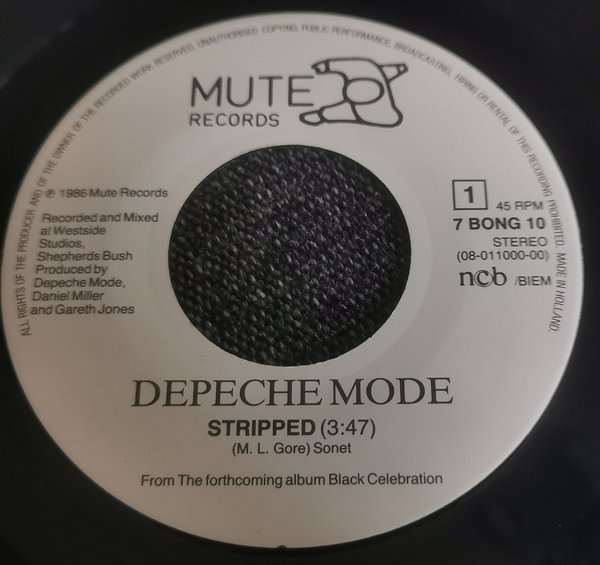 ALL RIGHTS OF THE PRODUCER AND OF THE OWNER OF THE RECORDED WORK RESERVED. UNAUTHORISED COPYING, PUBLIC PERFORMANCE, BROADCASTING, HIRING OR RENTAL OF THIS RECORDING PROHIBITED. MADE IN HOLLAND.
MUTE
RECORDS
℗ 1986 Mute Records
Recorded and Mixed
at Westside
Studios,
Shepherds Bush
Produced by
Depeche Mode,
Daniel Miller
and Gareth Jones
1 45 RPM
7 BONG 10
STEREO
(08-011000-00)
ncb /BIEM
DEPECHE MODE
STRIPPED (3:47)
(M. L. Gore) Sonet
From The forthcoming album Black Celebration